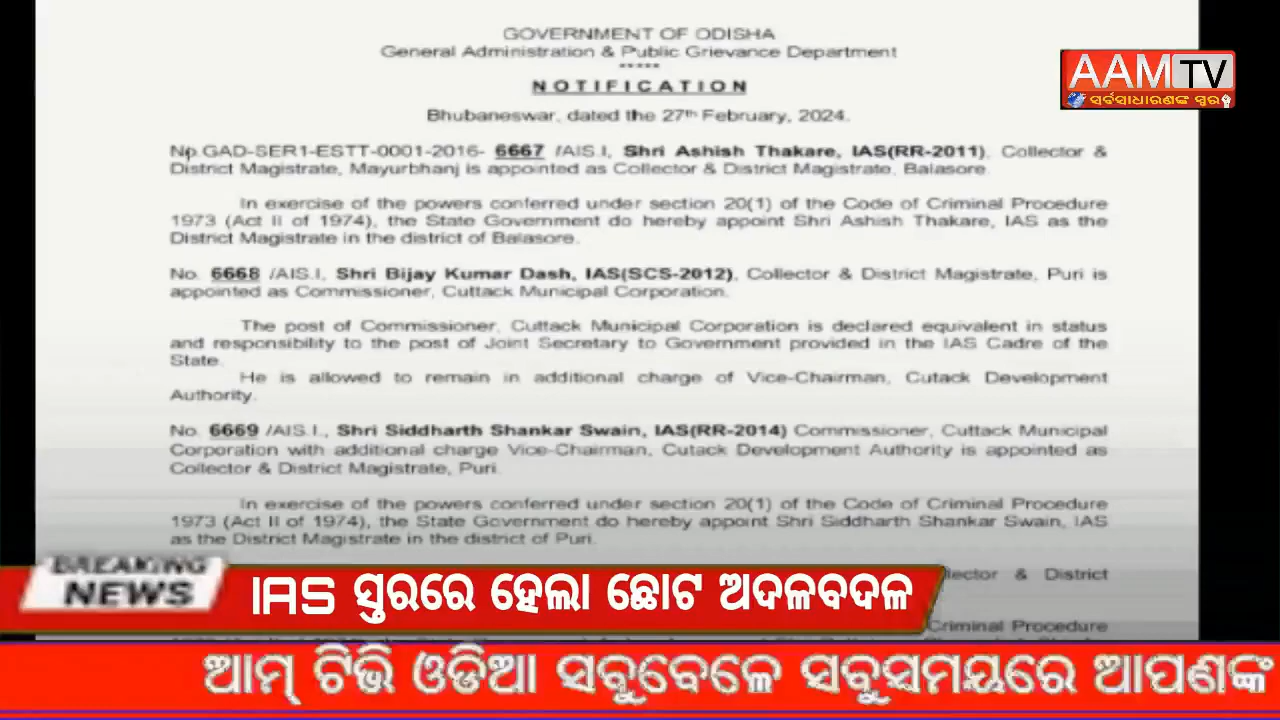 GOVERNMENT OF ODISHA
General Administration & Public Grievance Department
*****
NOTIFICATION
Bhubaneswar, dated the 27th February, 2024.
AAM TV
ସର୍ବସାଧାରଣଙ୍କ ସ୍ୱର
No.GAD-SER1-ESTT-0001-2016- 6667 /AIS.I, Shri Ashish Thakare, IAS(RR-2011), Collector &
District Magistrate, Mayurbhanj is appointed as Collector & District Magistrate, Balasore.
In exercise of the powers conferred under section 20(1) of the Code of Criminal Procedure
1973 (Act II of 1974), the State Government do hereby appoint Shri Ashish Thakare, IAS as the
District Magistrate in the district of Balasore.
No. 6668 /AIS.I, Shri Bijay Kumar Dash, IAS(SCS-2012), Collector & District Magistrate, Puri is
appointed as Commissioner, Cuttack Municipal Corporation.
The post of Commissioner, Cuttack Municipal Corporation is declared equivalent in status
and responsibility to the post of Joint Secretary to Government provided in the IAS Cadre of the
State.
He is allowed to remain in additional charge of Vice-Chairman, Cutack Development
Authority.
No. 6669 /AIS.I., Shri Siddharth Shankar Swain, IAS(RR-2014) Commissioner, Cuttack Municipal
Corporation with additional charge Vice-Chairman, Cutack Development Authority is appointed as
Collector & District Magistrate, Puri.
In exercise of the powers conferred under section 20(1) of the Code of Criminal Procedure
1973 (Act II of 1974), the State Government do hereby appoint Shri Siddharth Shankar Swain, IAS
as the District Magistrate in the district of Puri.
& District
Criminal Procedure
BREAKING
NEWS
IAS ସ୍ତରରେ ହେଲା ଛୋଟ ଅଦଳବଦଳ
ଆମ୍ ଟିଭି ଓଡିଆ ସବୁବେଳେ ସବୁସମୟରେ ଆପଣଙ୍କ